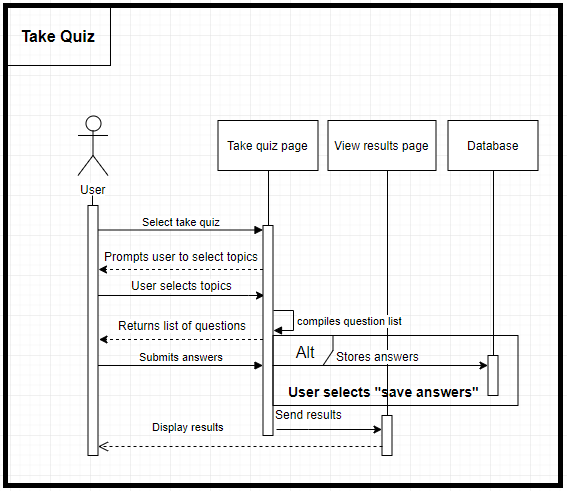 Take Quiz
Take quiz page
View results page
Database
User
Select take quiz
Prompts user to select topics
User selects topics
compiles question list
Returns list of questions
Alt
Stores answers
Submits answers
User selects "save answers"
Send results
Display results